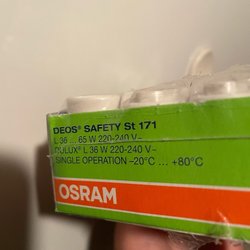 DEOS® SAFETY St 171
L 36 ... 65 W 220-240 V~
DULUX® L 36 W 220-240 V~
SINGLE OPERATION –20°C ... +80°C
OSRAM